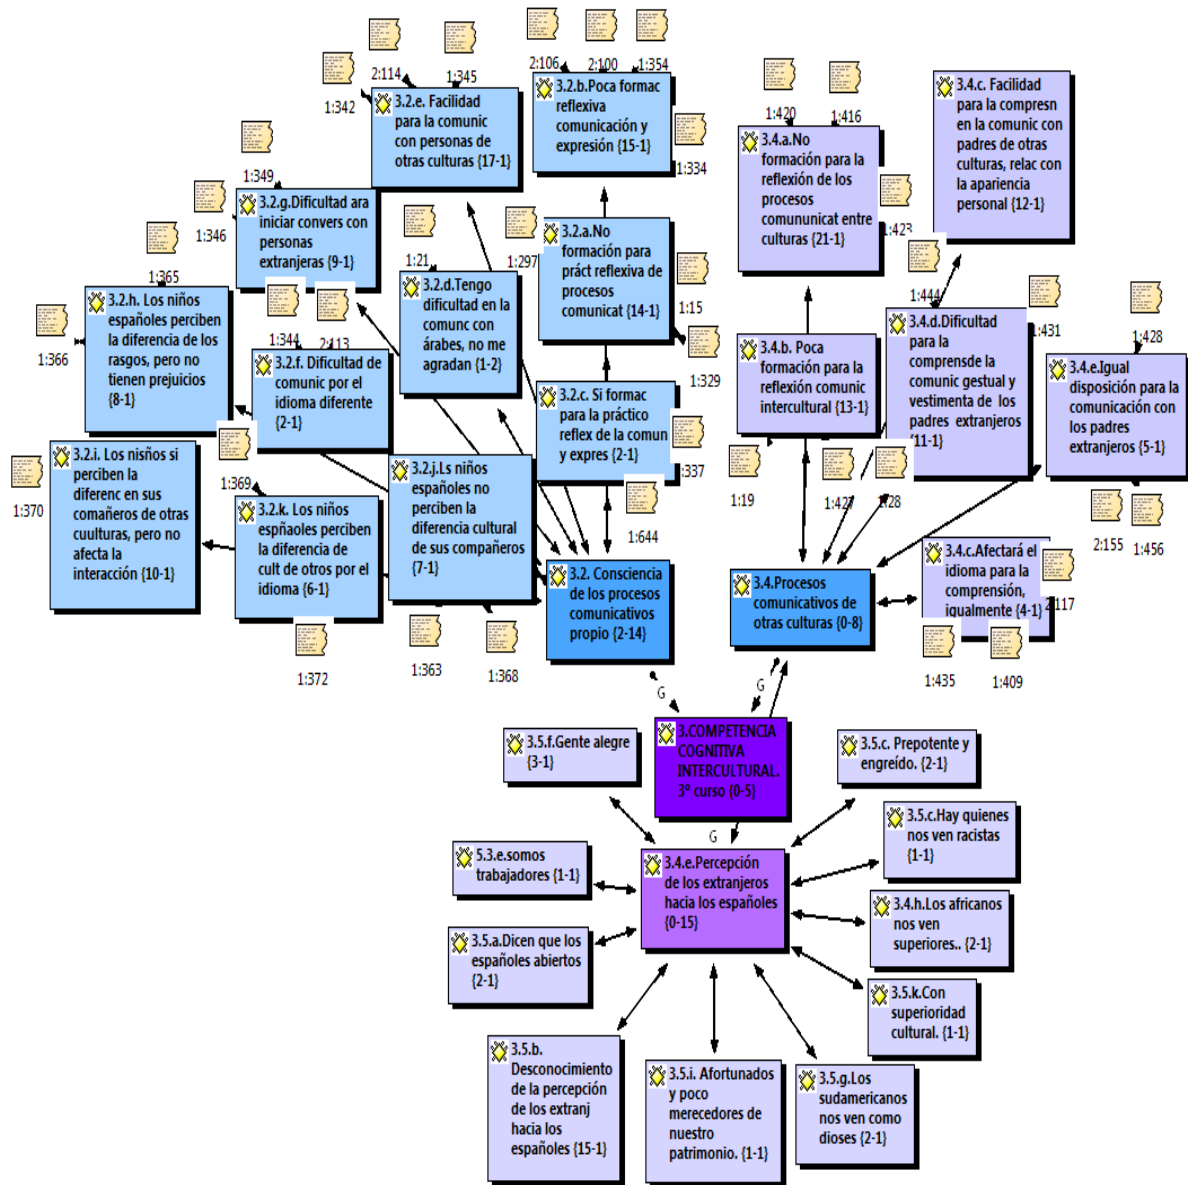 2:114
1:345
1:342
3.2.e. Facilidad
para la comunic
con personas de
otras culturas {17-1}
2:106
2:100
1:354
3.2.b.Poca formac
reflexiva
comunicación y
expresión {15-1}
1:334
1:420
1:416
3.4.a.No
formación para la
reflexión de los
procesos
comununicat entre
culturas {21-1}
1:423
3.4.c. Facilidad
para la compresn
en la comunic con
padres de otras
culturas, relac con
la apariencia
personal {12-1}
1:349
1:346
3.2.g.Dificultad ara
iniciar convers con
personas
extranjeras {9-1}
1:21
3.2.d.Tengo
dificultad en la
comunc con
árabes, no me
agradan {1-2}
1:297
3.2.a.No
formación para
práct reflexiva de
procesos
comunicat {14-1}
1:15
1:329
1:365
1:366
3.2.h. Los niños
españoles perciben
la diferencia de los
rasgos, pero no
tienen prejuicios
{8-1}
1:344
2:113
3.2.f. Dificultad de
comunic por el
idioma diferente
{2-1}
3.2.c. Si formac
para la práctico
reflex de la comun
y expres {2-1}
1:337
3.4.b. Poca
formación para la
reflexión comunic
intercultural {13-1}
1:19
1:427
1:444
3.4.d.Dificultad
para la
comprensde la
comunic gestual y
vestimenta de los
padres extranjeros
{11-1}
1:28
1:431
1:428
3.4.e.Igual
disposición para la
comunicación con
los padres
extranjeros {5-1}
2:155
1:456
1:370
3.2.i. Los nisños si
perciben la
diferenc en sus
comañeros de otras
cuulturas, pero no
afecta la
interacción {10-1}
1:369
3.2.k. Los niños
espñaoles perciben
la diferencia de
cult de otros por el
idioma {6-1}
1:372
3.2.j.Ls niños
españoles no
perciben la
diferencia cultural
de sus compañeros
{7-1}
1:363
1:368
1:644
3.2. Consciencia
de los procesos
comunicativos
propio {2-14}
3.4.Procesos
comunicativos de
otras culturas {0-8}
3.4.c.Afectará el
idioma para la
comprensión,
igualmente {4-1}
2:117
1:435
1:409
G
G
3.COMPETENCIA
COGNITIVA
INTERCULTURAL.
3º curso {0-5}
G
3.5.f.Gente alegre
{3-1}
3.5.c. Prepotente y
engreído. {2-1}
5.3.e.somos
trabajadores {1-1}
3.4.e.Percepción
de los extranjeros
hacia los españoles
{0-15}
3.5.c.Hay quienes
nos ven racistas
{1-1}
3.4.h.Los africanos
nos ven
superiores.. {2-1}
3.5.a.Dicen que los
españoles abiertos
{2-1}
3.5.k.Con
superioridad
cultural. {1-1}
3.5.b.
Desconocimiento
de la percepción
de los extranj
hacia los
españoles {15-1}
3.5.i. Afortunados
y poco
merecedores de
nuestro
patrimonio. {1-1}
3.5.g.Los
sudamericanos
nos ven como
dioses {2-1}